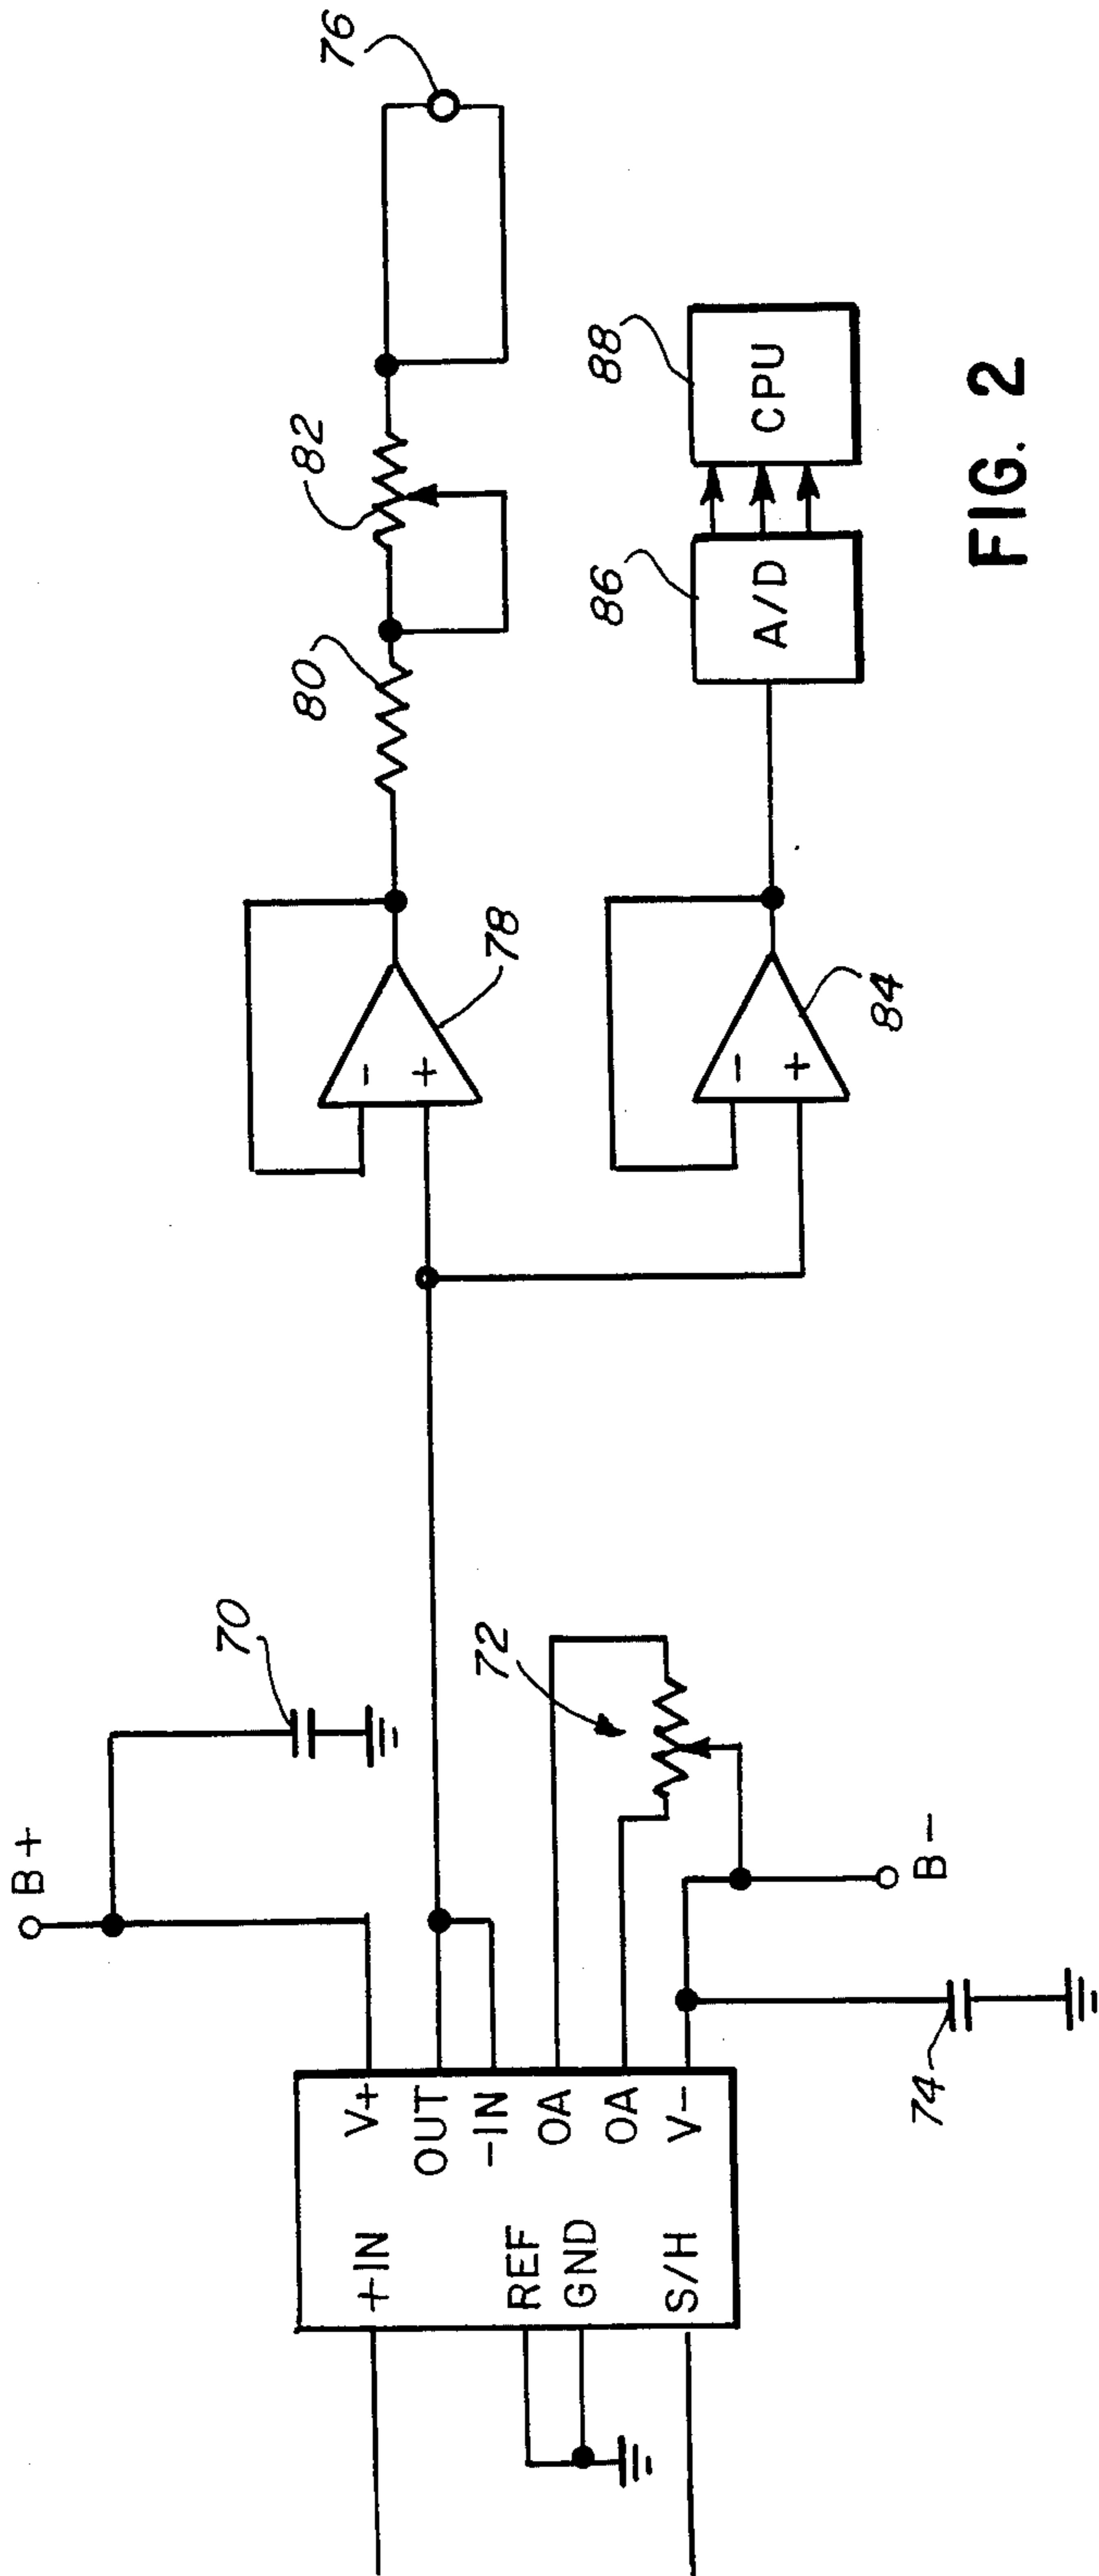 B+
70
76
82
80
78
+IN
V+
OUT
-IN
REF
OA
GND
OA
S/H
V-
72
B-
74
-
+
-
+
84
86
A/D
88
CPU
FIG. 2